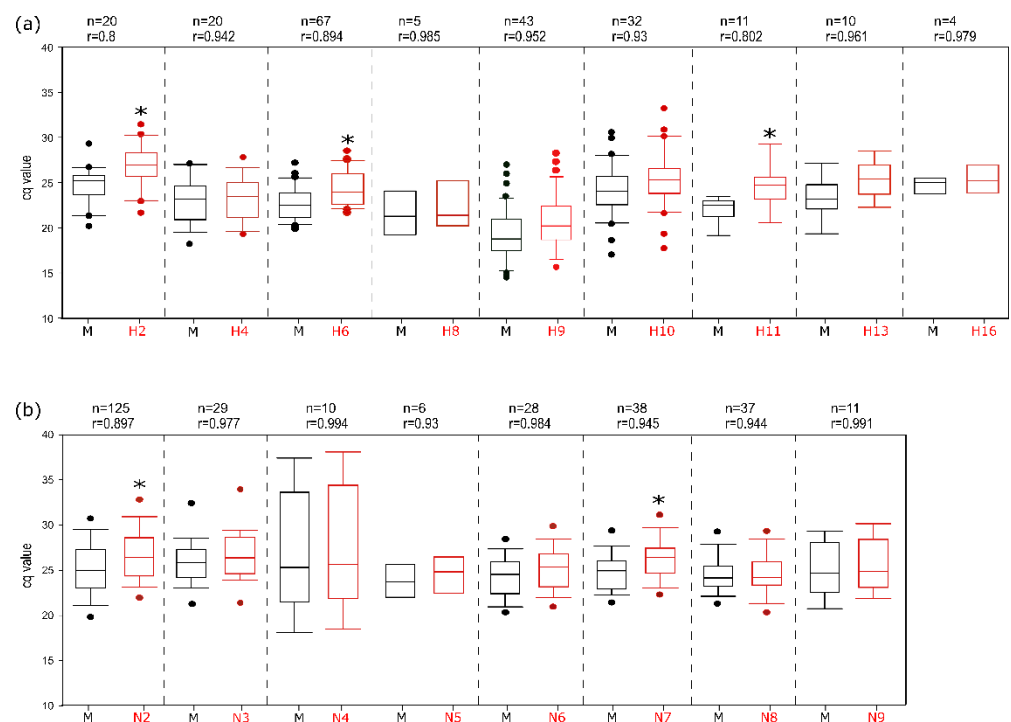 (a)
n=20 n=20 n=67 n=5 n=43 n=32 n=11 n=10 n=4
r=0.8 r=0.942 r=0.894 r=0.985 r=0.952 r=0.93 r=0.802 r=0.961 r=0.979
40
35
* * *
30
25
cq value
20
15
10
M H2 M H4 M H6 M H8 M H9 M H10 M H11 M H13 M H16
(b)
n=125 n=29 n=10 n=6 n=28 n=38 n=37 n=11
r=0.897 r=0.977 r=0.994 r=0.93 r=0.984 r=0.945 r=0.944 r=0.991
40
35
* *
30
25
cq value
20
15
10
M N2 M N3 M N4 M N5 M N6 M N7 M N8 M N9